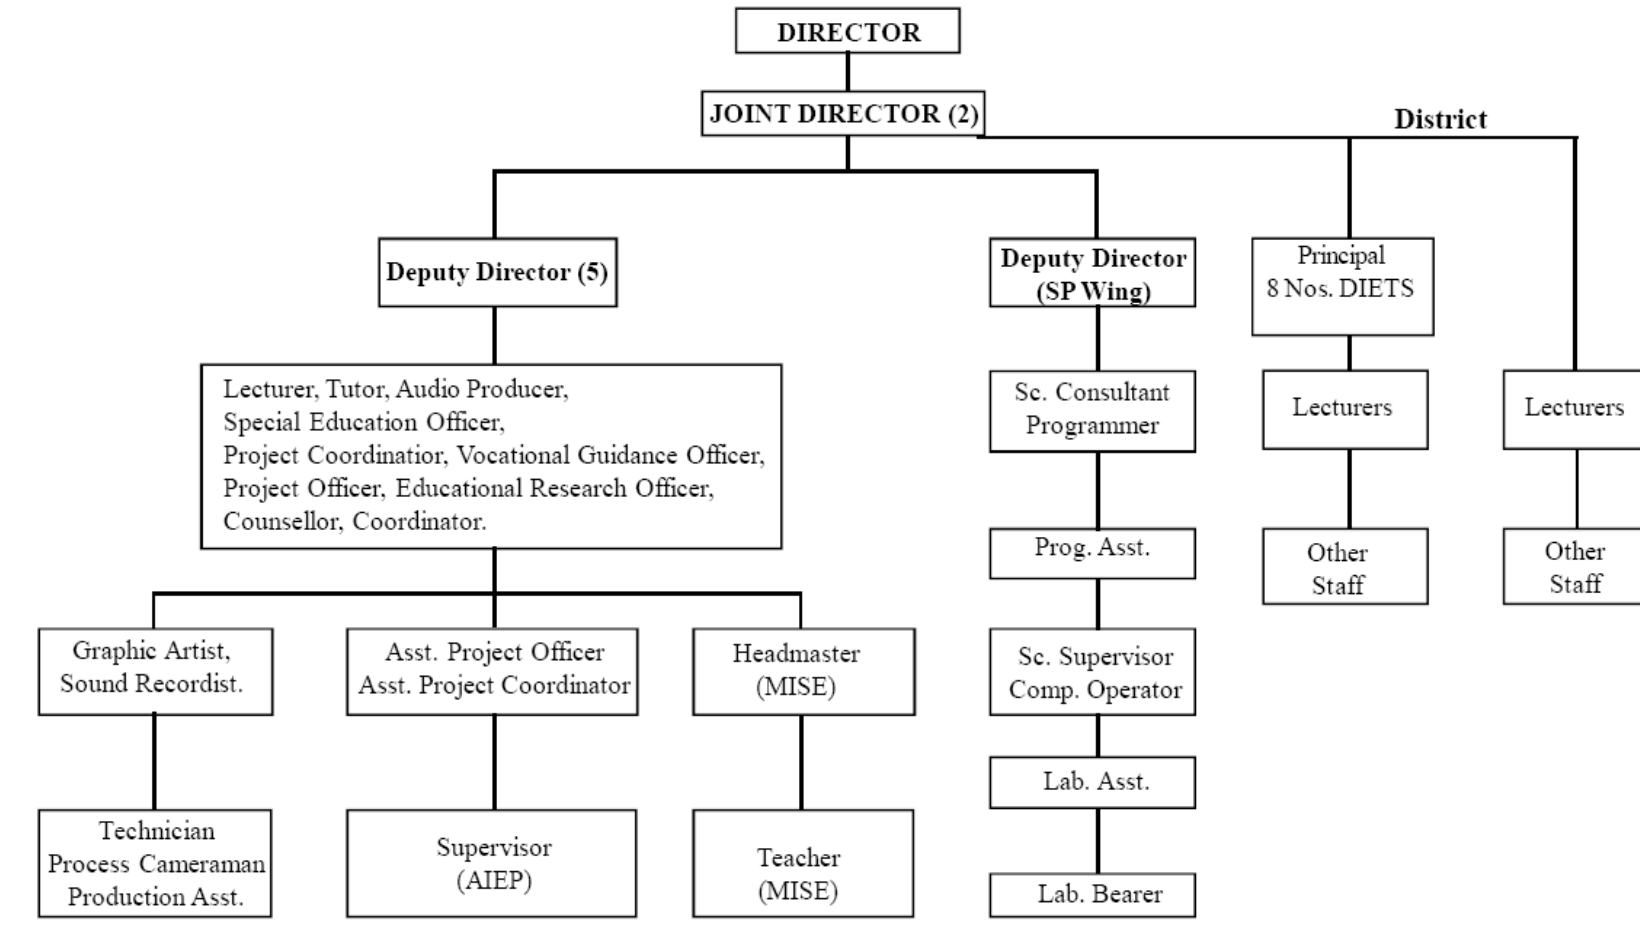 DIRECTOR
JOINT DIRECTOR (2)
District
Deputy Director (5)
Deputy Director
(SP Wing)
Principal
8 Nos. DIETS
Lecturer, Tutor, Audio Producer,
Special Education Officer,
Project Coordinatior, Vocational Guidance Officer,
Project Officer, Educational Research Officer,
Counsellor, Coordinator.
Sc. Consultant
Programmer
Lecturers
Lecturers
Prog. Asst.
Other
Staff
Other
Staff
Graphic Artist,
Sound Recordist.
Asst. Project Officer
Asst. Project Coordinator
Headmaster
(MISE)
Sc. Supervisor
Comp. Operator
Lab. Asst.
Technician
Process Cameraman
Production Asst.
Supervisor
(AIEP)
Teacher
(MISE)
Lab. Bearer